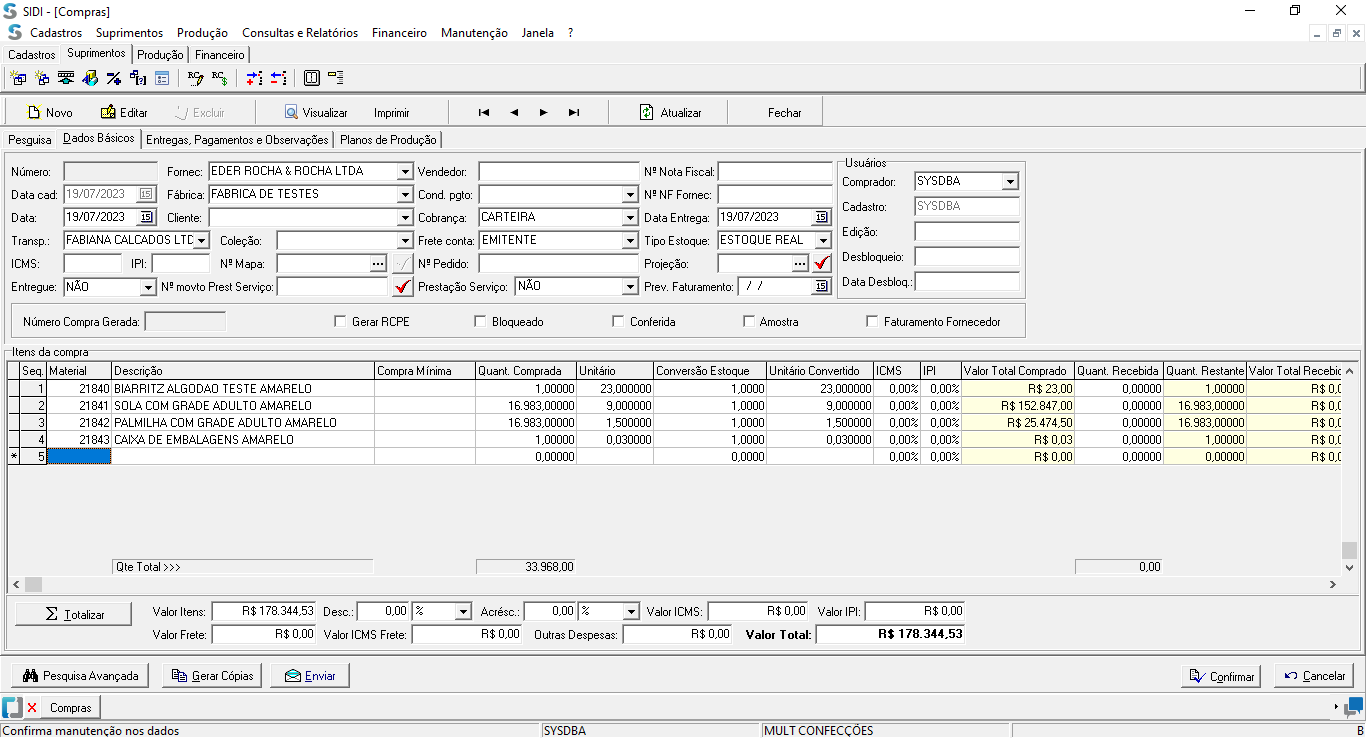 SIDI - [Compras]
Cadastros Suprimentos Produção Consultas e Relatórios Financeiro Manutenção Janela ?
Cadastros Suprimentos Produção Financeiro
Novo Editar Excluir Visualizar Imprimir Atualizar Fechar
Pesquisa Dados Básicos Entregas, Pagamentos e Observações Planos de Produção
Usuários
Número: Fornec: EDER ROCHA & ROCHA LTDA Vendedor: Nº Nota Fiscal: Comprador: SYSDBA
Data cad: 19/07/2023 15 Fábrica: FABRICA DE TESTES Cond. pgto: Nº NF Fornec: Cadastro: SYSDBA
Data: 19/07/2023 15 Cliente: Cobrança: CARTEIRA Data Entrega: 19/07/2023 15 Edição:
Transp.: FABIANA CALCADOS LTC Coleção: Frete conta: EMITENTE Tipo Estoque: ESTOQUE REAL
ICMS: IPI: Nº Mapa: ... Nº Pedido: Projeção: ... Desbloqueio:
Entregue: NÃO Nº movto Prest Serviço: Prestação Serviço: NÃO Prev. Faturamento: / / 15 Data Desbloq.:
Número Compra Gerada: Gerar RCPE Bloqueado Conferida Amostra Faturamento Fornecedor
Itens da compra
Seq. Material Descrição Compra Mínima Quant. Comprada Unitário Conversão Estoque Unitário Convertido ICMS IPI Valor Total Comprado Quant. Recebida Quant. Restante Valor Total Recebic
1 21840 BIARRITZ ALGODAO TESTE AMARELO 1,00000 23,000000 1,0000 23,000000 0,00% 0,00% R$ 23,00 0,00000 1,00000 R$ 0,0
2 21841 SOLA COM GRADE ADULTO AMARELO 16.983,00000 9,000000 1,0000 9,000000 0,00% 0,00% R$ 152.847,00 0,00000 16.983,00000 R$ 0,0
3 21842 PALMILHA COM GRADE ADULTO AMARELO 16.983,00000 1,500000 1,0000 1,500000 0,00% 0,00% R$ 25.474,50 0,00000 16.983,00000 R$ 0,0
4 21843 CAIXA DE EMBALAGENS AMARELO 1,00000 0,030000 1,0000 0,030000 0,00% 0,00% R$ 0,03 0,00000 1,00000 R$ 0,0
* 5 0,00000 0,0000 0,00% 0,00% R$ 0,00 0,00000 0,00000 R$ 0,0
Qte Total >>> 33.968,00 0,00
Totalizar Valor Itens: R$ 178.344,53 Desc.: 0,00 % Acrésc.: 0,00 % Valor ICMS: R$ 0,00 Valor IPI: R$ 0,00
Valor Frete: R$ 0,00 Valor ICMS Frete: R$ 0,00 Outras Despesas: R$ 0,00 Valor Total: R$ 178.344,53
Pesquisa Avançada Gerar Cópias Enviar Confirmar Cancelar
Compras
Confirma manutenção nos dados SYSDBA MULT CONFECÇÕES B